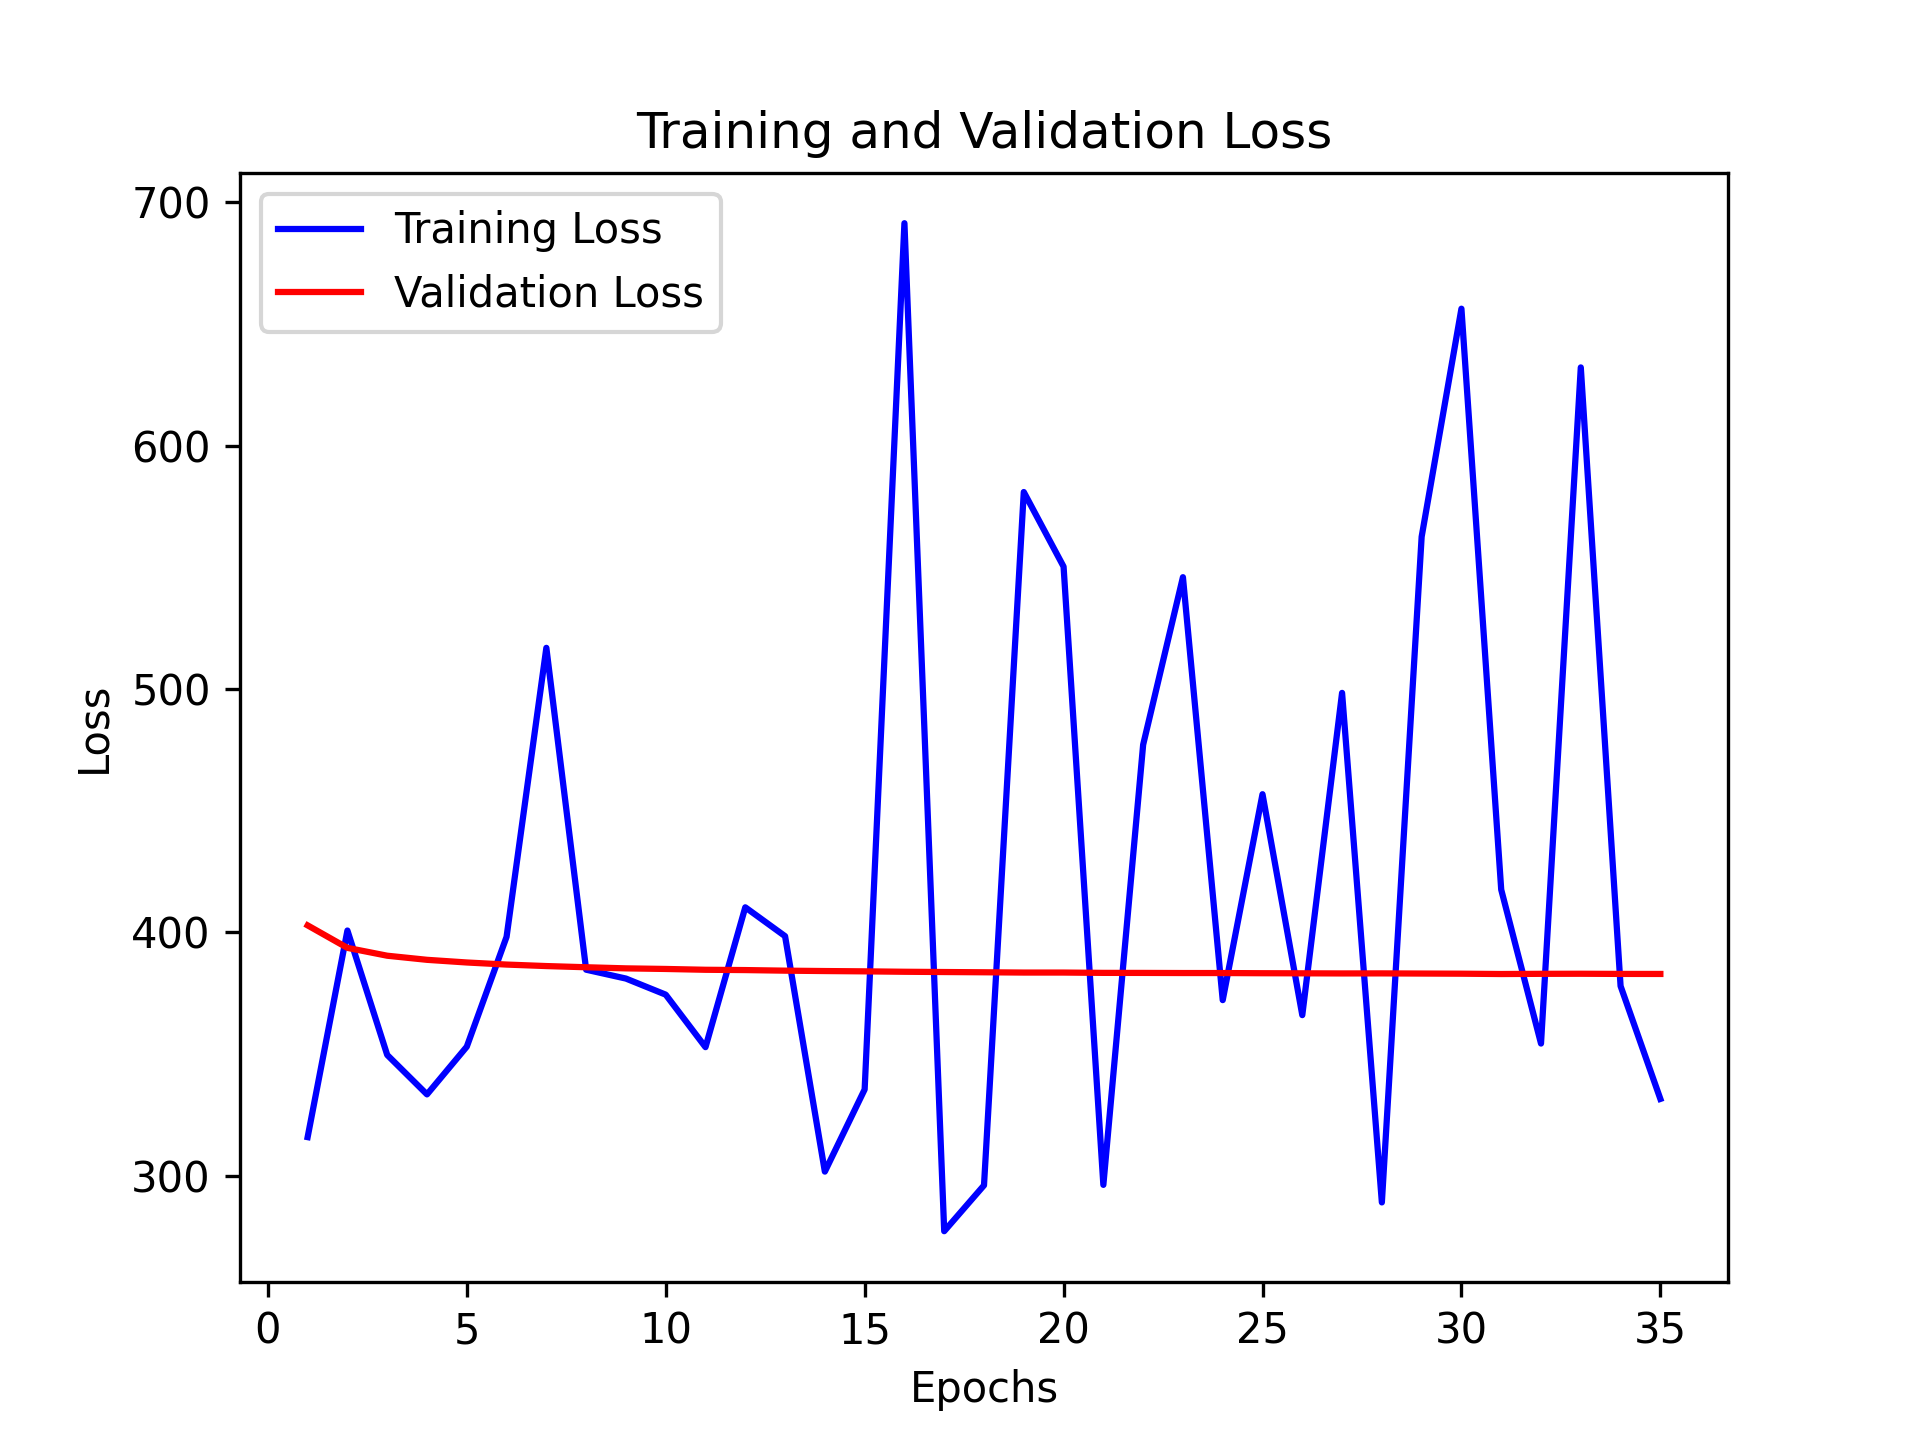 Training and Validation Loss
Training Loss
Validation Loss
700
600
500
400
300
Loss
0 5 10 15 20 25 30 35
Epochs